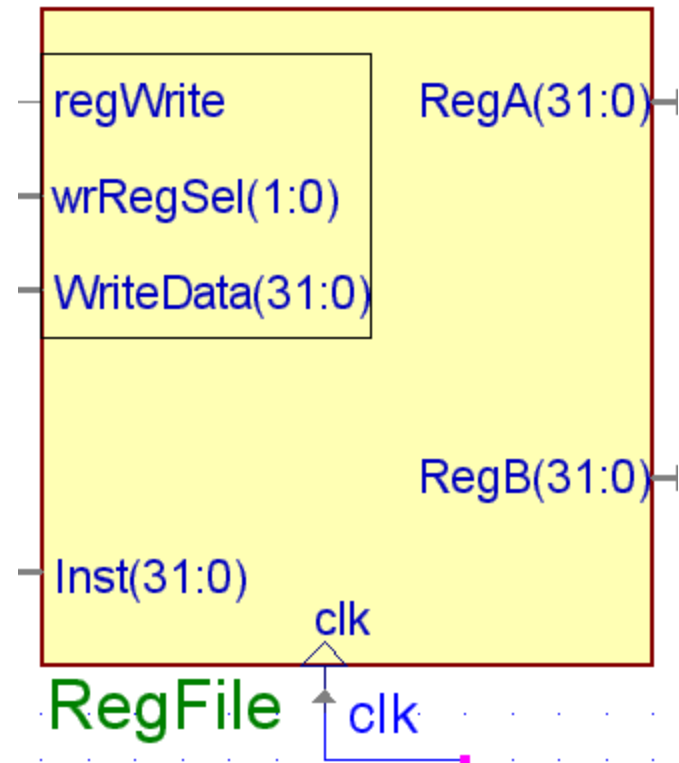 regWrite
RegA(31:0)
wrRegSel(1:0)
WriteData(31:0)
RegB(31:0)
Inst(31:0)
clk
RegFile
clk